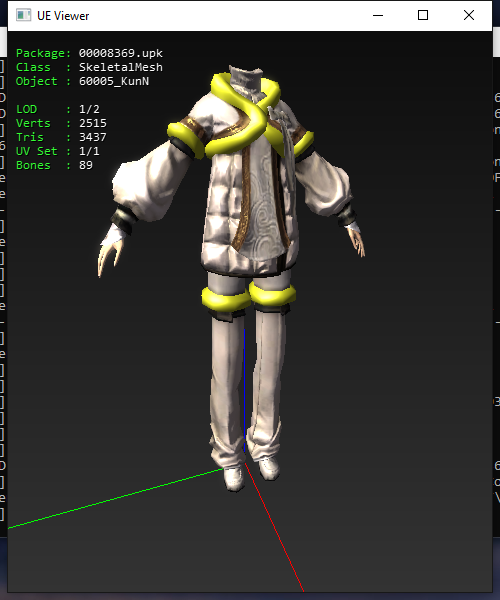 UE Viewer
Package: 00008369.upk
Class : SkeletalMesh
Object : 60005_KunN
LOD : 1/2
Verts : 2515
Tris : 3437
UV Set : 1/1
Bones : 89